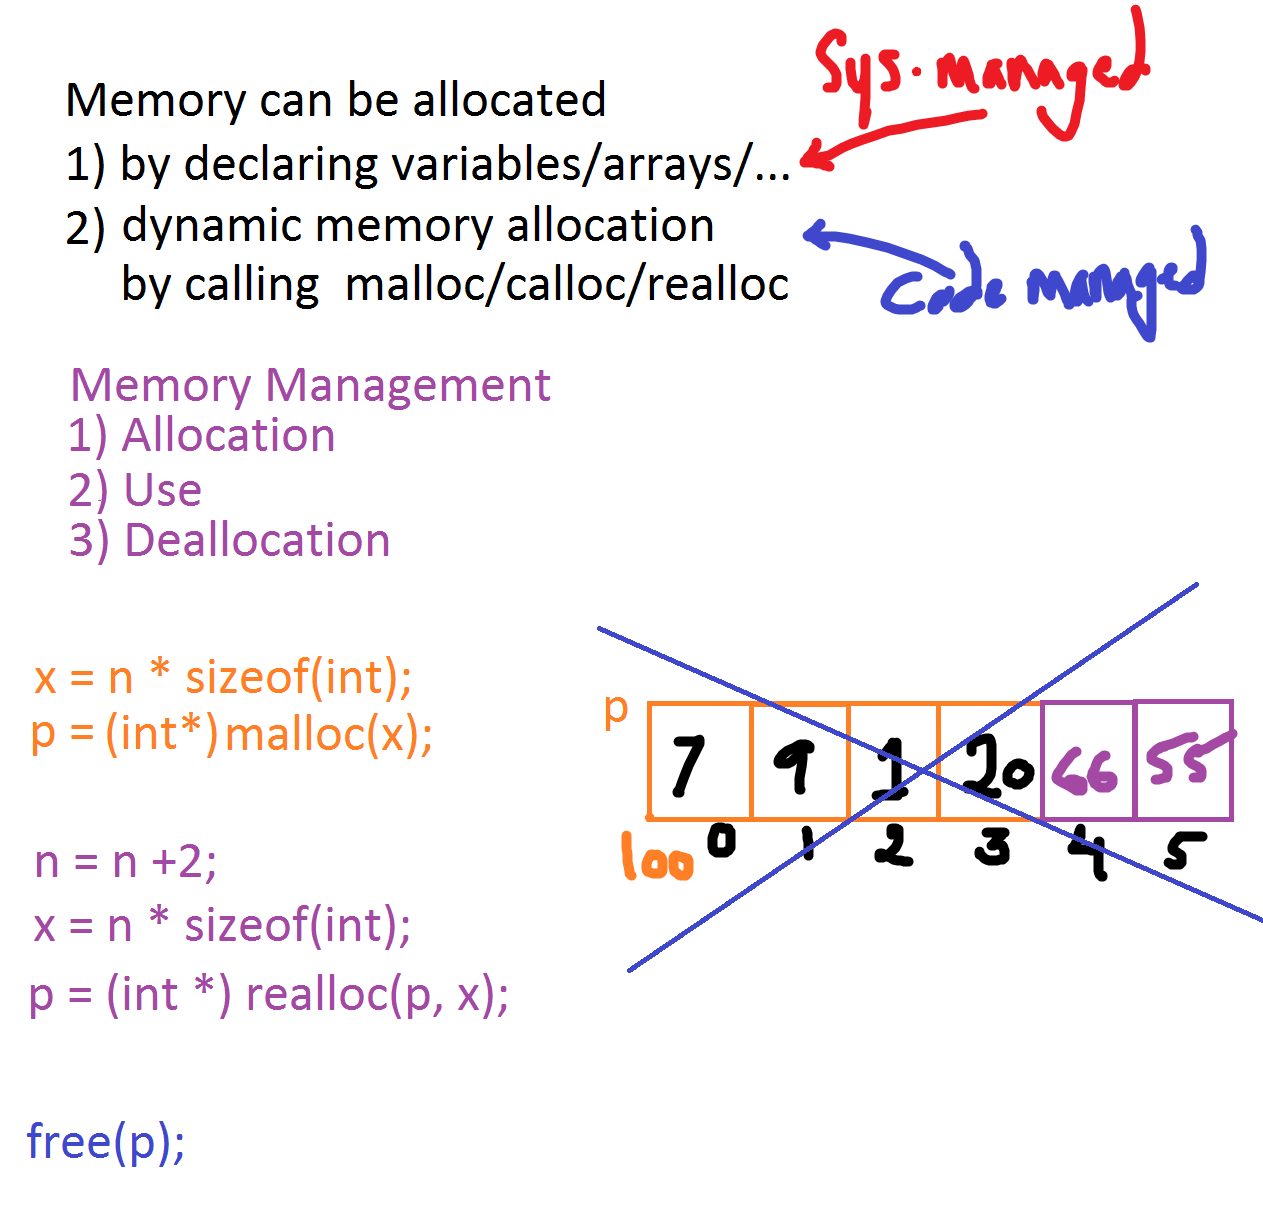 Sys. managed
Memory can be allocated
1) by declaring variables/arrays/...
2) dynamic memory allocation
by calling malloc/calloc/realloc
Code managed
Memory Management
1) Allocation
2) Use
3) Deallocation
x = n * sizeof(int);
p = (int*) malloc(x);
p
7 9 1 20 66 55
100 0 1 2 3 4 5
n = n +2;
x = n * sizeof(int);
p = (int *) realloc(p, x);
free(p);